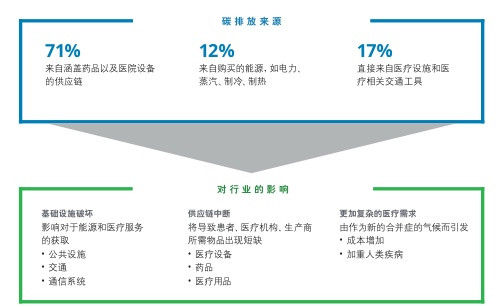 碳排放来源
71%
来自涵盖药品以及医院设备
的供应链
12%
来自购买的能源，如电力、
蒸汽、制冷、制热
17%
直接来自医疗设施和医
疗相关交通工具
对行业的影响
基础设施破坏
影响对于能源和医疗服务
的获取
• 公共设施
• 交通
• 通信系统
供应链中断
将导致患者、医疗机构、生产商
所需物品出现短缺
• 医疗设备
• 药品
• 医疗用品
更加复杂的医疗需求
由作为新的合并症的气候而引发
• 成本增加
• 加重人类疾病